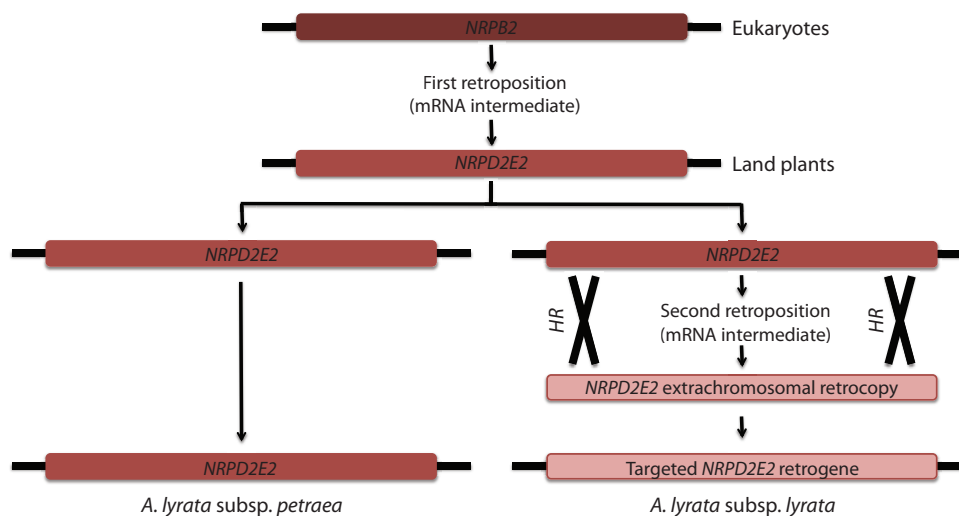 NRPB2
Eukaryotes
First retroposition
(mRNA intermediate)
NRPD2E2
Land plants
NRPD2E2
NRPD2E2
HR
Second retroposition
(mRNA intermediate)
HR
NRPD2E2 extrachromosomal retrocopy
NRPD2E2
Targeted NRPD2E2 retrogene
A. lyrata subsp. petraea
A. lyrata subsp. lyrata